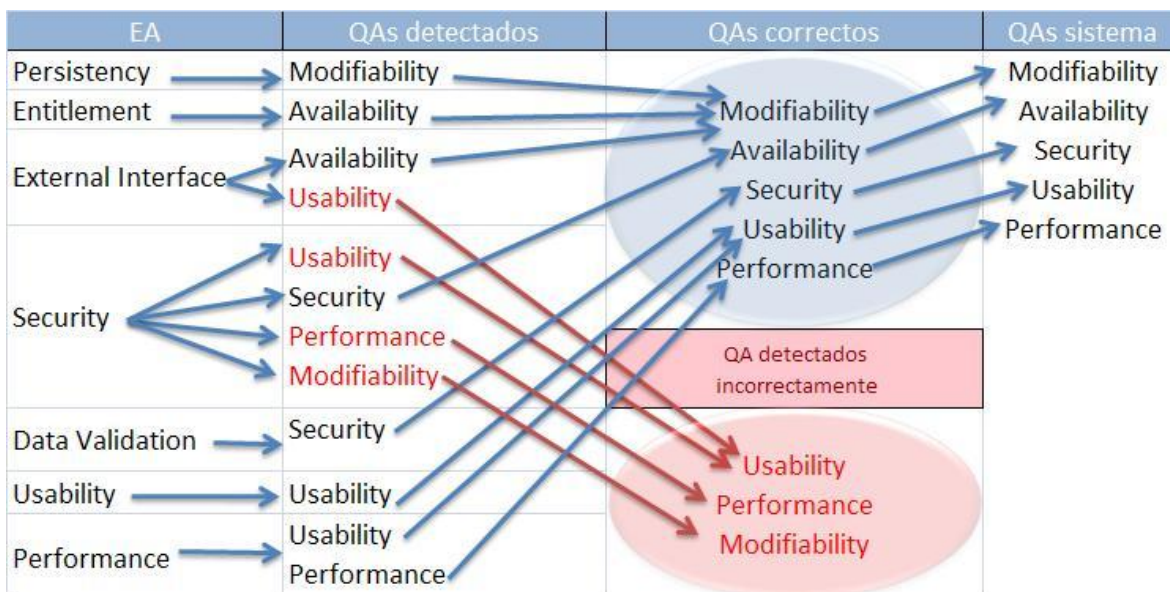 EA
QAs detectados
QAs correctos
QAs sistema
Persistency
Entitlement
External Interface
Security
Data Validation
Usability
Performance
Modifiability
Availability
Availability
Usability
Usability
Security
Performance
Modifiability
Security
Usability
Usability
Performance
Modifiability
Availability
Security
Usability
Performance
QA detectados
incorrectamente
Usability
Performance
Modifiability
Modifiability
Availability
Security
Usability
Performance